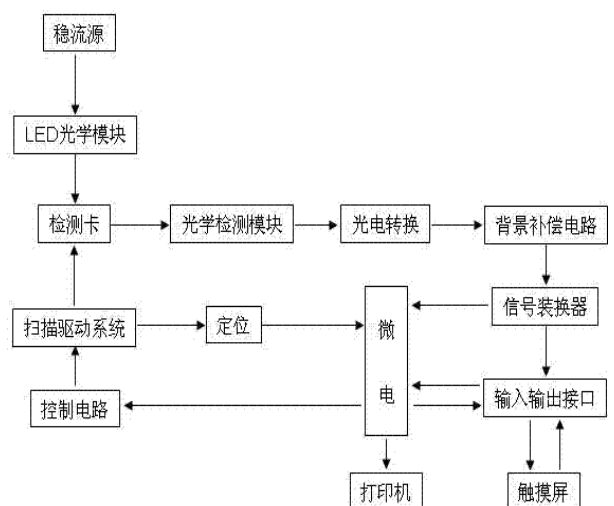 稳流源
LED光学模块
检测卡
光学检测模块
光电转换
背景补偿电路
扫描驱动系统
定位
微
电
信号装换器
控制电路
输入输出接口
打印机
触摸屏